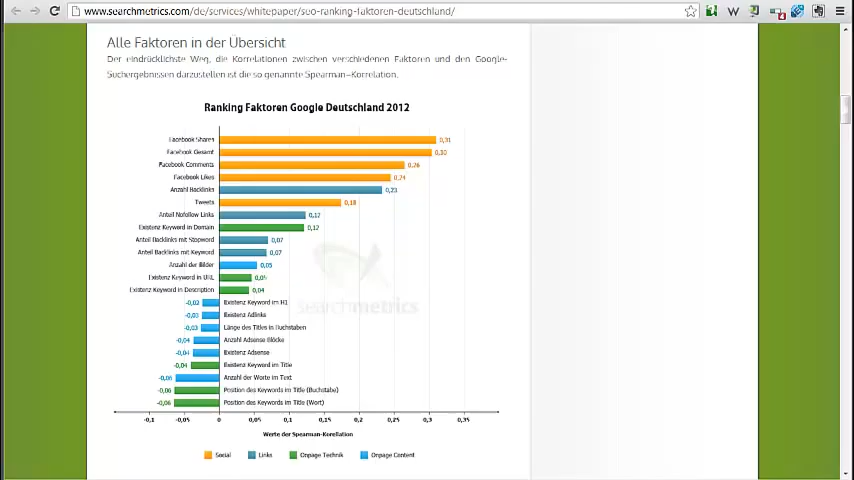 www.searchmetrics.com/de/services/whitepaper/seo-ranking-faktoren-deutschland/
W
Alle Faktoren in der Übersicht
Der eindrücklichste Weg, die Korrelationen zwischen verschiedenen Faktoren und den Google-
Suchergebnissen darzustellen ist die so genannte Spearman-Korrelation.
Ranking Faktoren Google Deutschland 2012
Facebook Shares 0,31
Facebook Gesamt 0,30
Facebook Comments 0,26
Facebook Likes 0,24
Anzahl Backlinks 0,23
Tweets 0,18
Anteil Nofollow Links 0,12
Existenz Keyword in Domain 0,12
Anteil Backlinks mit Stopword 0,07
Anteil Backlinks mit Keyword 0,07
Anzahl der Bilder 0,05
Existenz Keyword in URL 0,05
Existenz Keyword in Description 0,04
-0,02 Existenz Keyword im H1
-0,03 Existenz Adlinks
-0,03 Länge des Titles in Buchstaben
-0,04 Anzahl Adsense Blöcke
-0,04 Existenz Adsense
-0,04 Existenz Keyword im Title
-0,06 Anzahl der Worte im Text
-0,06 Position des Keywords im Title (Buchstabe)
-0,06 Position des Keywords im Title (Wort)
searchmetrics
-0,1 -0,05 0 0,05 0,1 0,15 0,2 0,25 0,3 0,35
Werte der Spearman-Korellation
Social Links Onpage Technik Onpage Content